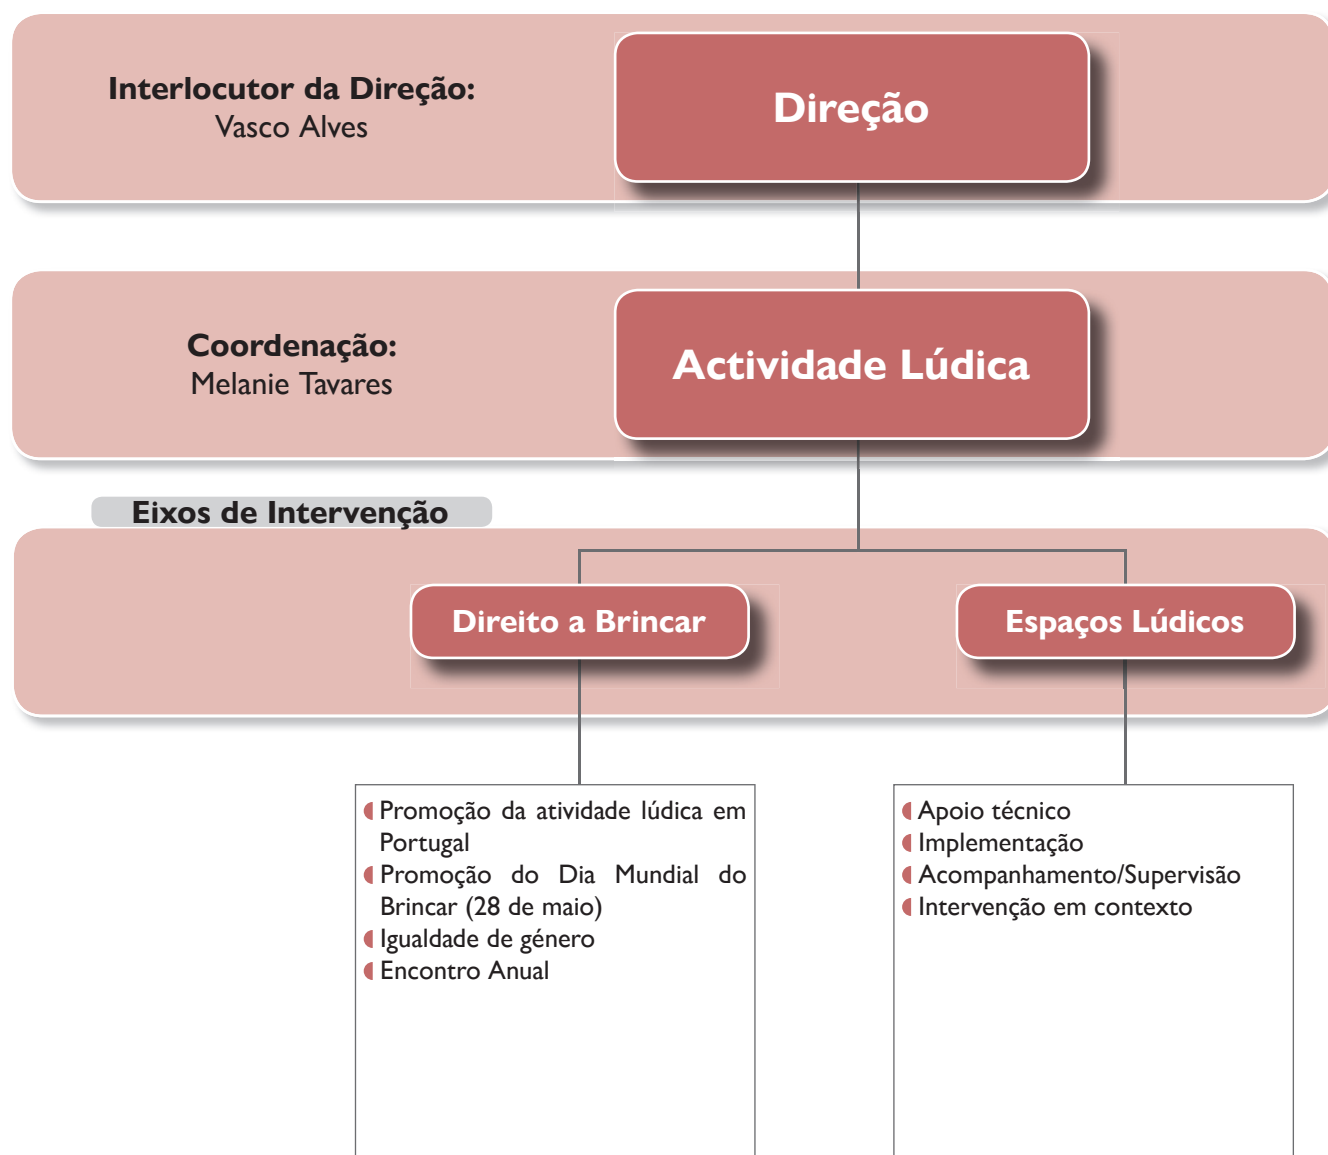 Interlocutor da Direção:
Vasco Alves
Direção
Coordenação:
Melanie Tavares
Actividade Lúdica
Eixos de Intervenção
Direito a Brincar
Espaços Lúdicos
Promoção da atividade lúdica em
Portugal
Promoção do Dia Mundial do
Brincar (28 de maio)
Igualdade de género
Encontro Anual
Apoio técnico
Implementação
Acompanhamento/Supervisão
Intervenção em contexto